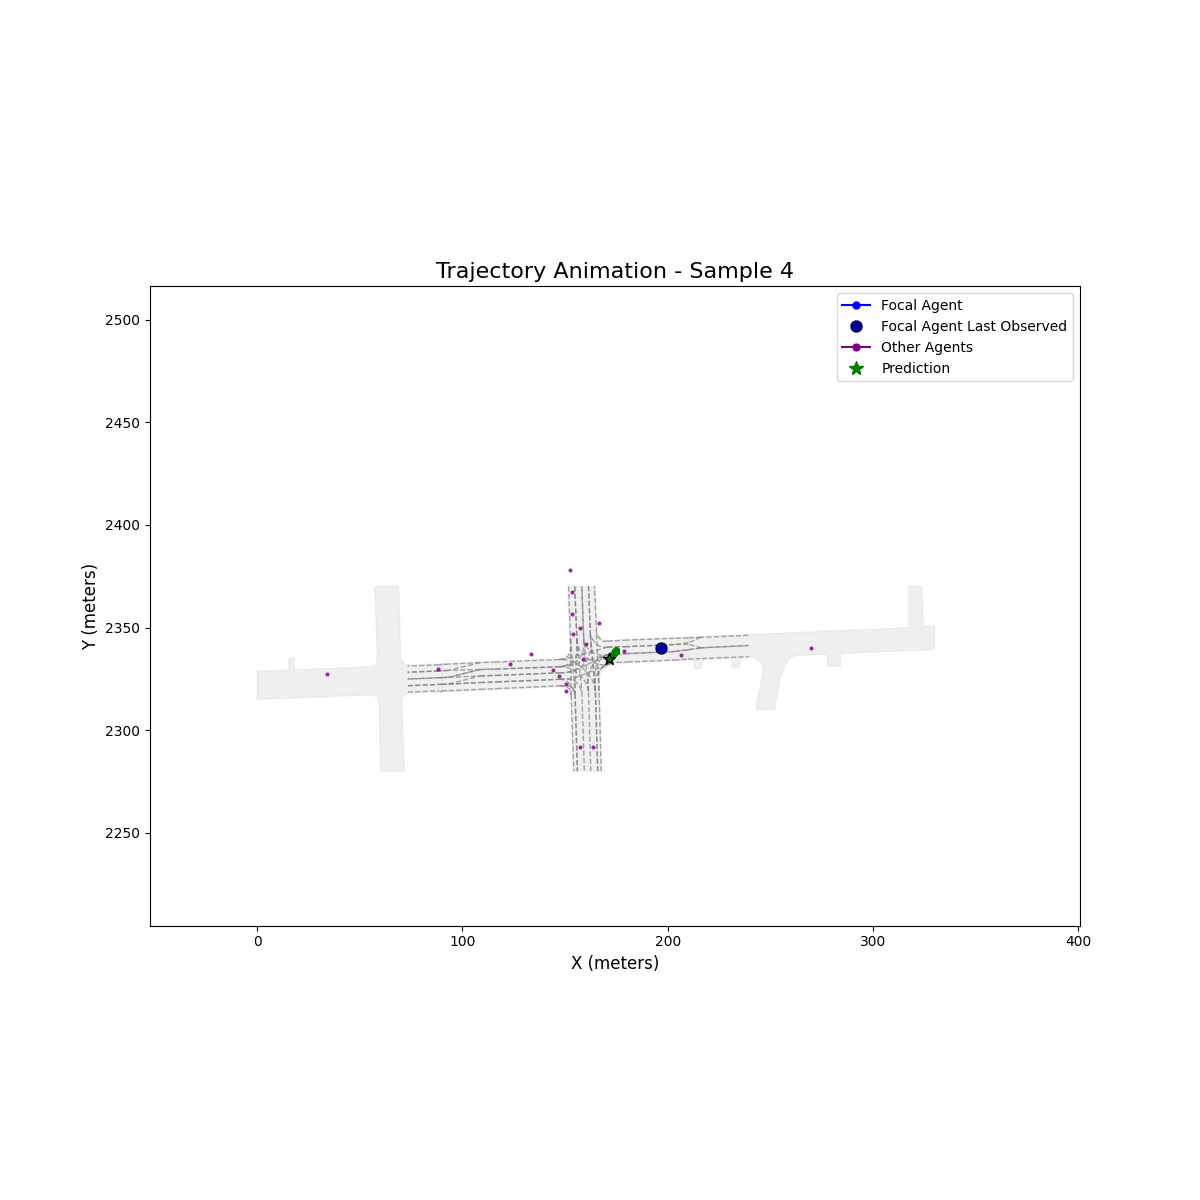 Trajectory Animation - Sample 4
Focal Agent
Focal Agent Last Observed
Other Agents
Prediction
2500
2450
2400
2350
2300
2250
Y (meters)
0 100 200 300 400
X (meters)